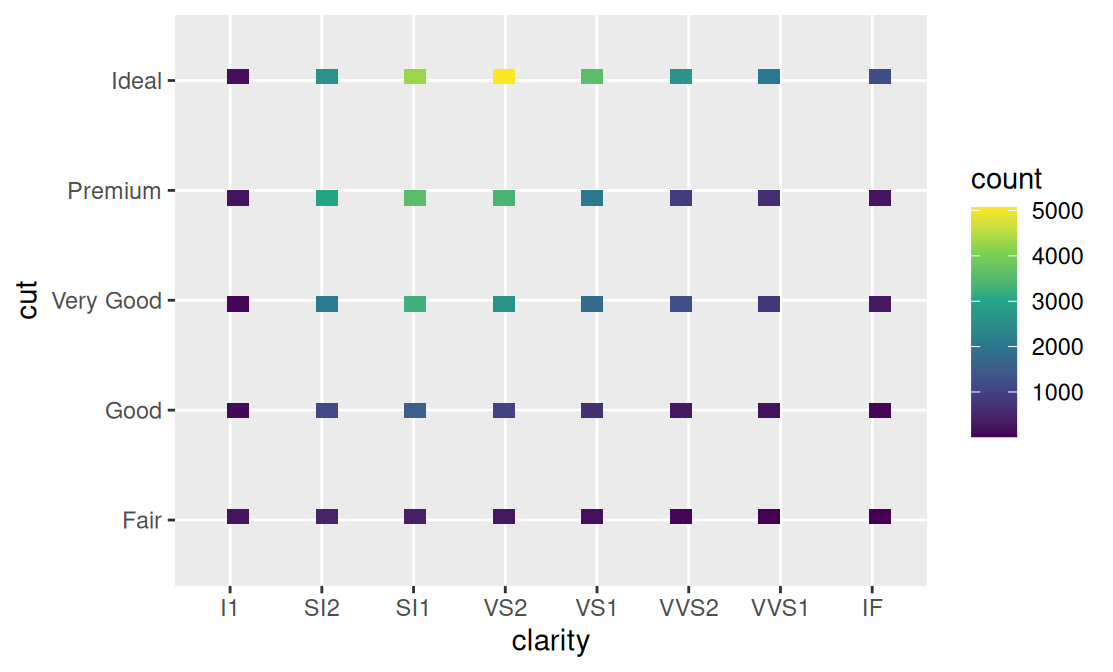 Ideal
Premium
Very Good
Good
Fair
cut
I1 SI2 SI1 VS2 VS1 VVS2 VVS1 IF
clarity
count
5000
4000
3000
2000
1000